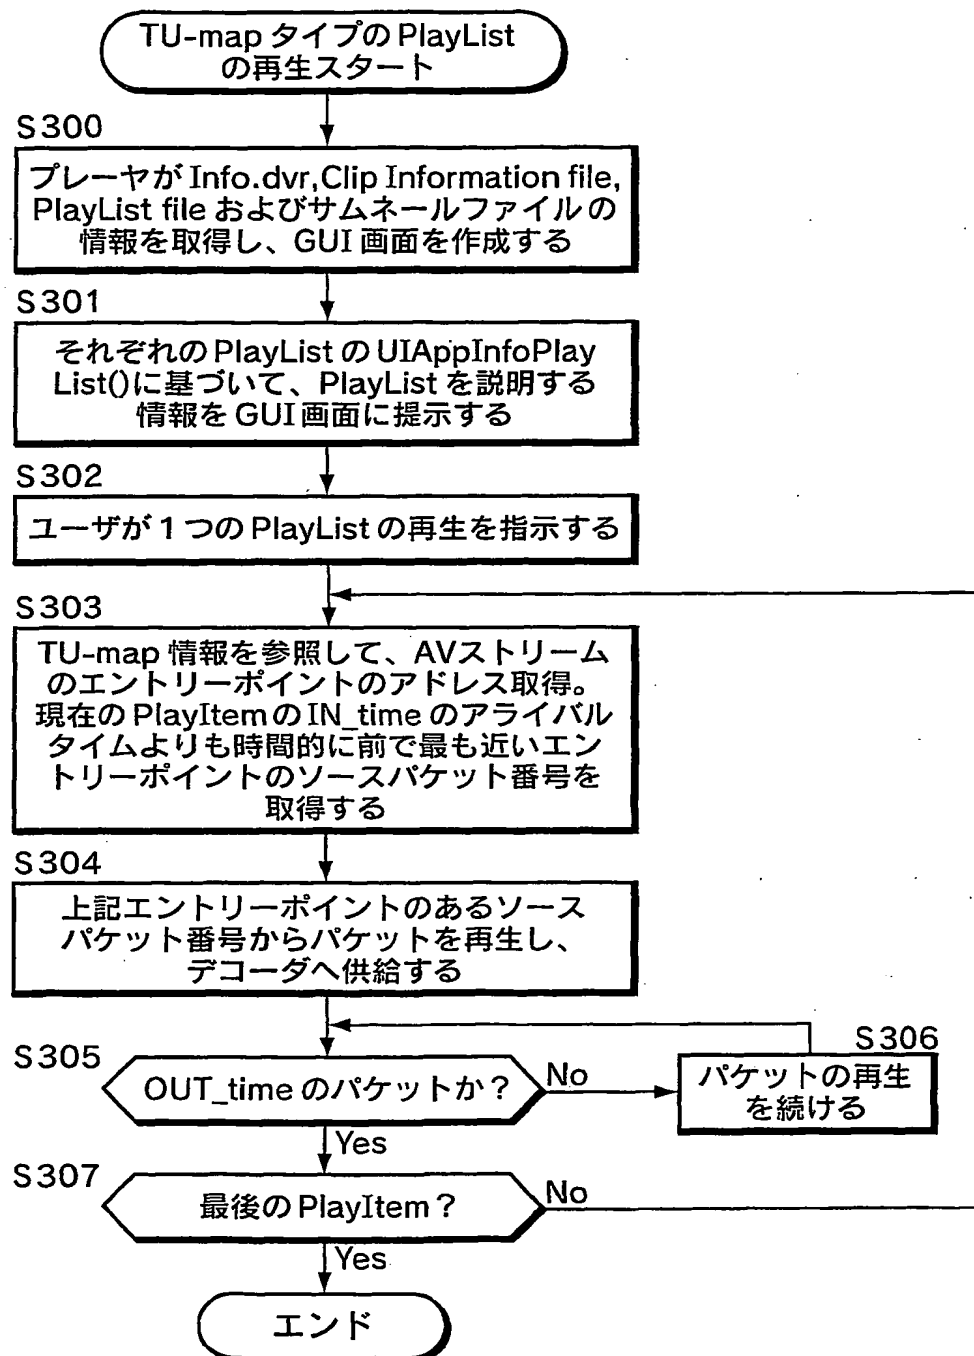 TU-map タイプの PlayList
の再生スタート
S300
プレーヤが Info.dvr,Clip Information file,
PlayList file およびサムネールファイルの
情報を取得し、GUI 画面を作成する
S301
それぞれの PlayList の UIAppInfoPlay
List()に基づいて、PlayList を説明する
情報を GUI 画面に提示する
S302
ユーザが 1 つの PlayList の再生を指示する
S303
TU-map 情報を参照して、AVストリーム
のエントリーポイントのアドレス取得。
現在の PlayItem の IN_time のアライバル
タイムよりも時間的に前で最も近いエン
トリーポイントのソースパケット番号を
取得する
S304
上記エントリーポイントのあるソース
パケット番号からパケットを再生し、
デコーダへ供給する
S305
OUT_time のパケットか？
No
S306
パケットの再生
を続ける
Yes
S307
最後の PlayItem？
No
Yes
エンド